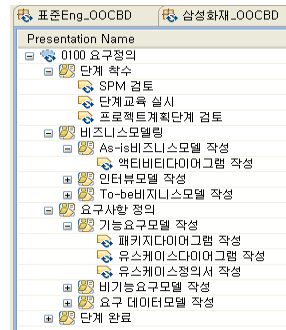 표준Eng_OOCBD 삼성화재_OOCBD
Presentation Name
0100 요구정의
단계 착수
SPM 검토
단계교육 실시
프로젝트계획단계 검토
비즈니스모델링
As-is비즈니스모델 작성
액티비티다이어그램 작성
인터뷰모델 작성
To-be비지니스모델 작성
요구사항 정의
기능요구모델 작성
패키지다이어그램 작성
유스케이스다이어그램 작성
유스케이스정의서 작성
비기능요구모델 작성
요구 데이터모델 작성
단계 완료